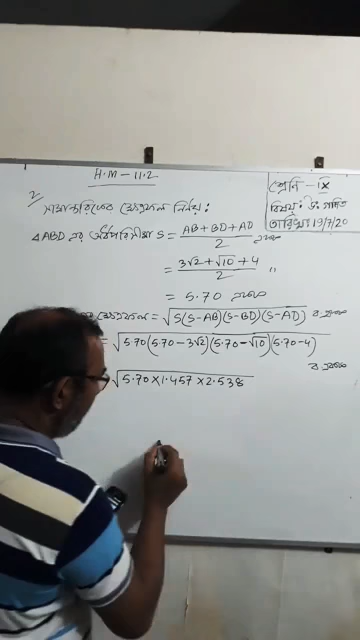 H.M - 11.2
শ্রেণি - IX
বিষয়: উ: গণিত
তারিখ: 19/7/20
2/ সামান্তরিকের ক্ষেত্রফল নির্ণয়:
ΔABD এর অর্ধপরিসীমা S = (AB + BD + AD)/2 একক
= (3√2 + √10 + 4)/2 "
= 5.70 একক
ক্ষেত্রফল = √S(S-AB)(S-BD)(S-AD) ব. একক
= √5.70(5.70-3√2)(5.70-√10)(5.70-4)
ব. একক
√5.70×1.457×2.538